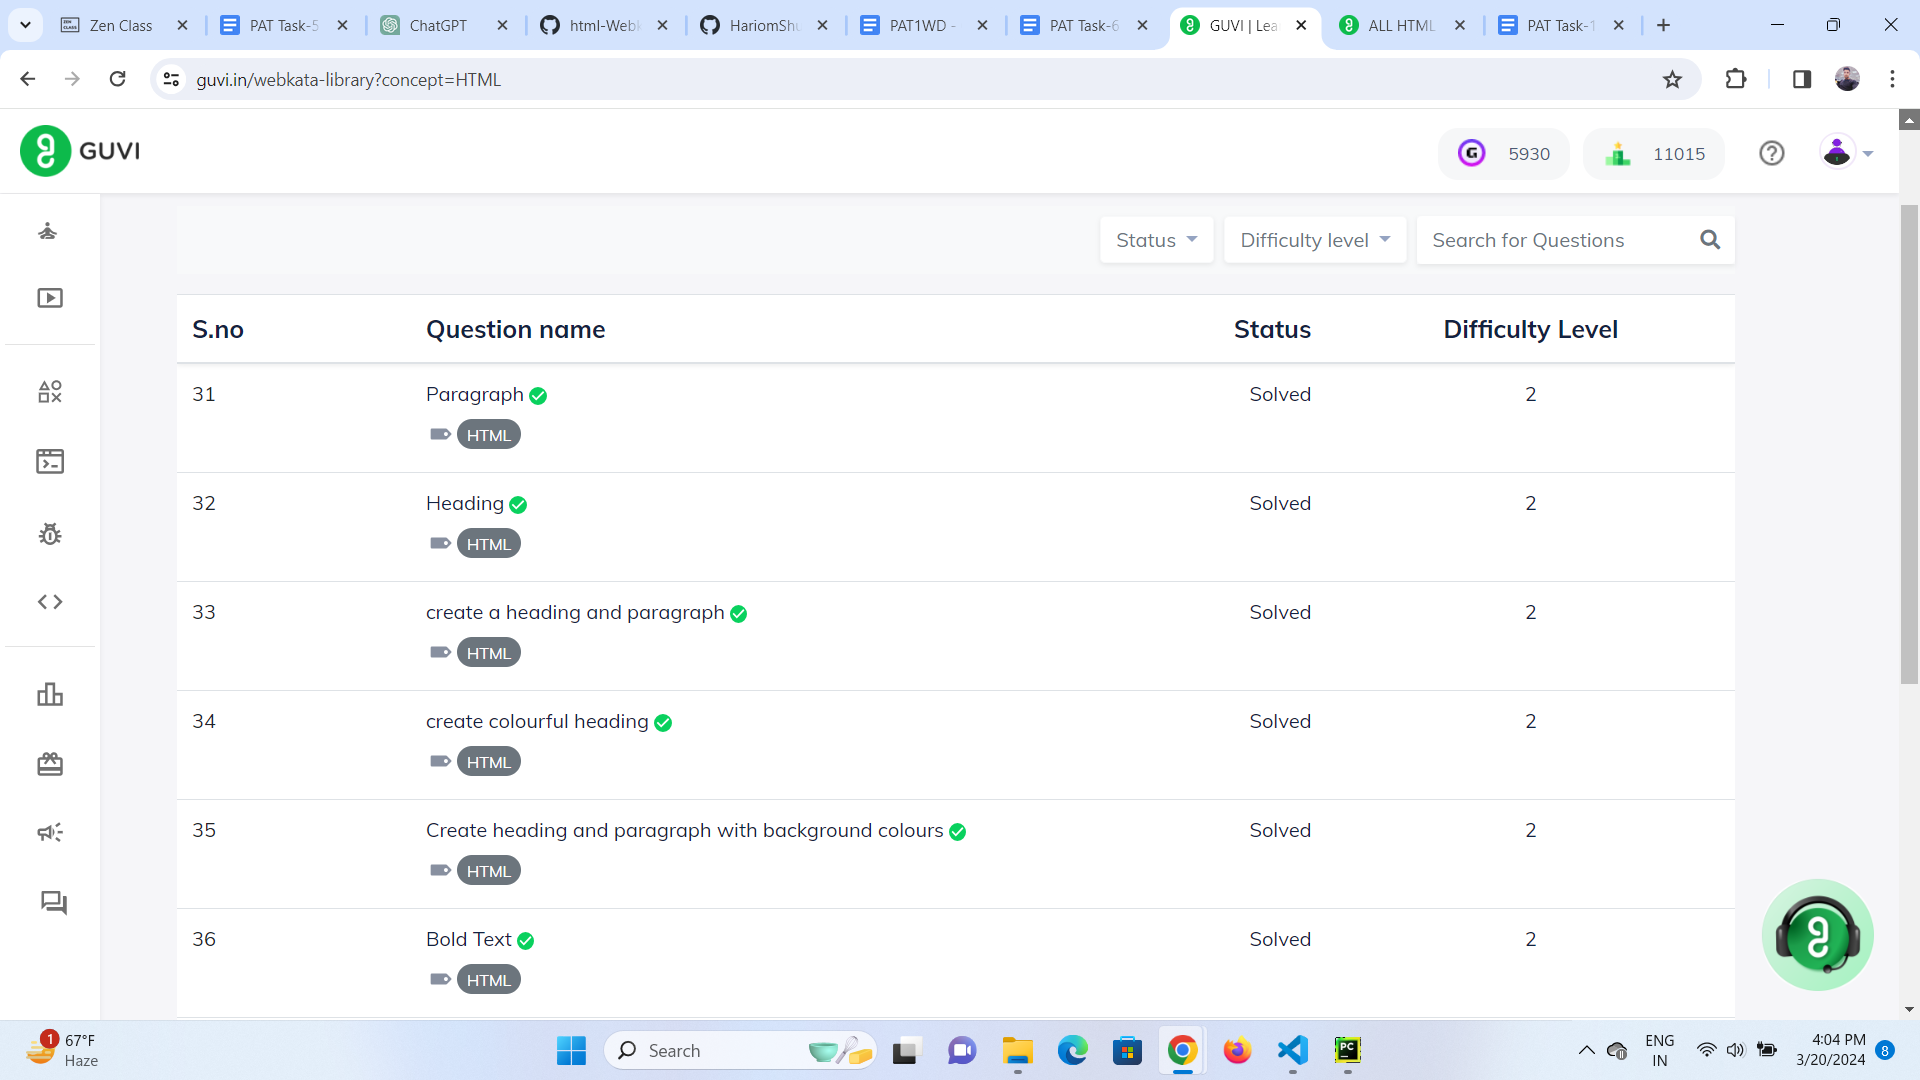 Zen Class
PAT Task-5
ChatGPT
html-Webk
HariomShu
PAT1WD -
PAT Task-6
GUVI | Lea
ALL HTML
PAT Task-1
guvi.in/webkata-library?concept=HTML
GUVI
5930
11015
Status
Difficulty level
Search for Questions
S.no Question name Status Difficulty Level
31 Paragraph Solved 2
HTML
32 Heading Solved 2
HTML
33 create a heading and paragraph Solved 2
HTML
34 create colourful heading Solved 2
HTML
35 Create heading and paragraph with background colours Solved 2
HTML
36 Bold Text Solved 2
HTML
1
67°F
Haze
Search
PC
ENG
IN
4:04 PM
3/20/2024
8